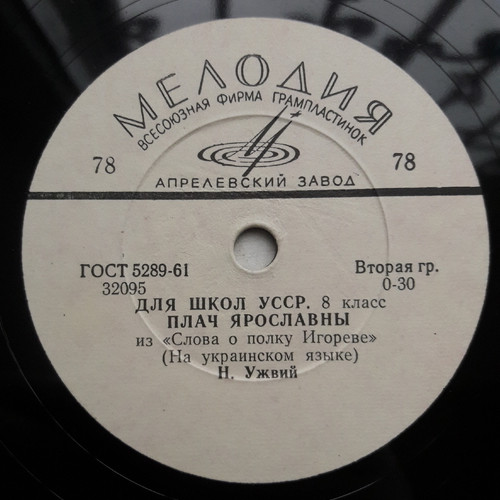 МЕЛОДИЯ
ВСЕСОЮЗНАЯ ФИРМА ГРАМПЛАСТИНОК
78 78
АПРЕЛЕВСКИЙ ЗАВОД
ГОСТ 5289-61 Вторая гр.
32095 0-30
ДЛЯ ШКОЛ УССР. 8 класс
ПЛАЧ ЯРОСЛАВНЫ
из «Слова о полку Игореве»
(На украинском языке)
Н. Ужвий